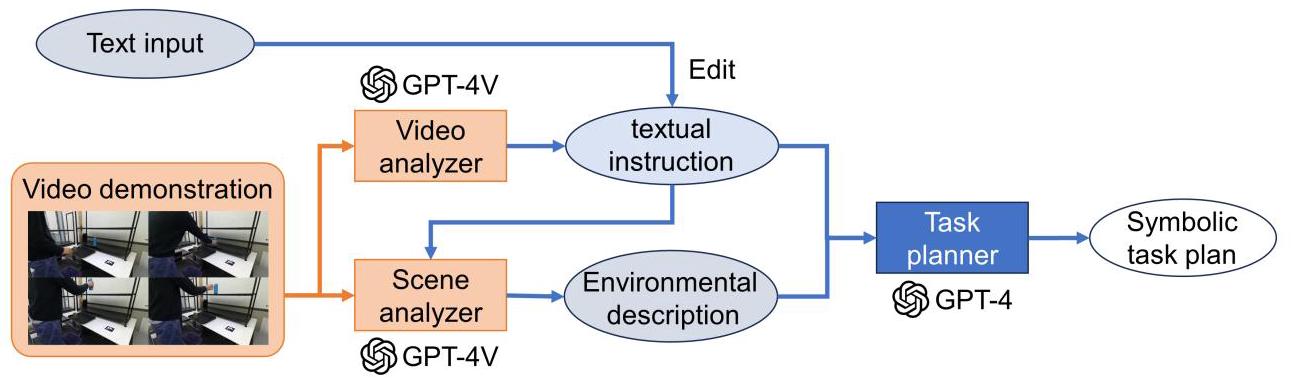 Text input
Edit
GPT-4V
Video
analyzer
textual
instruction
Video demonstration
Task
planner
Symbolic
task plan
Scene
analyzer
Environmental
description
GPT-4
GPT-4V